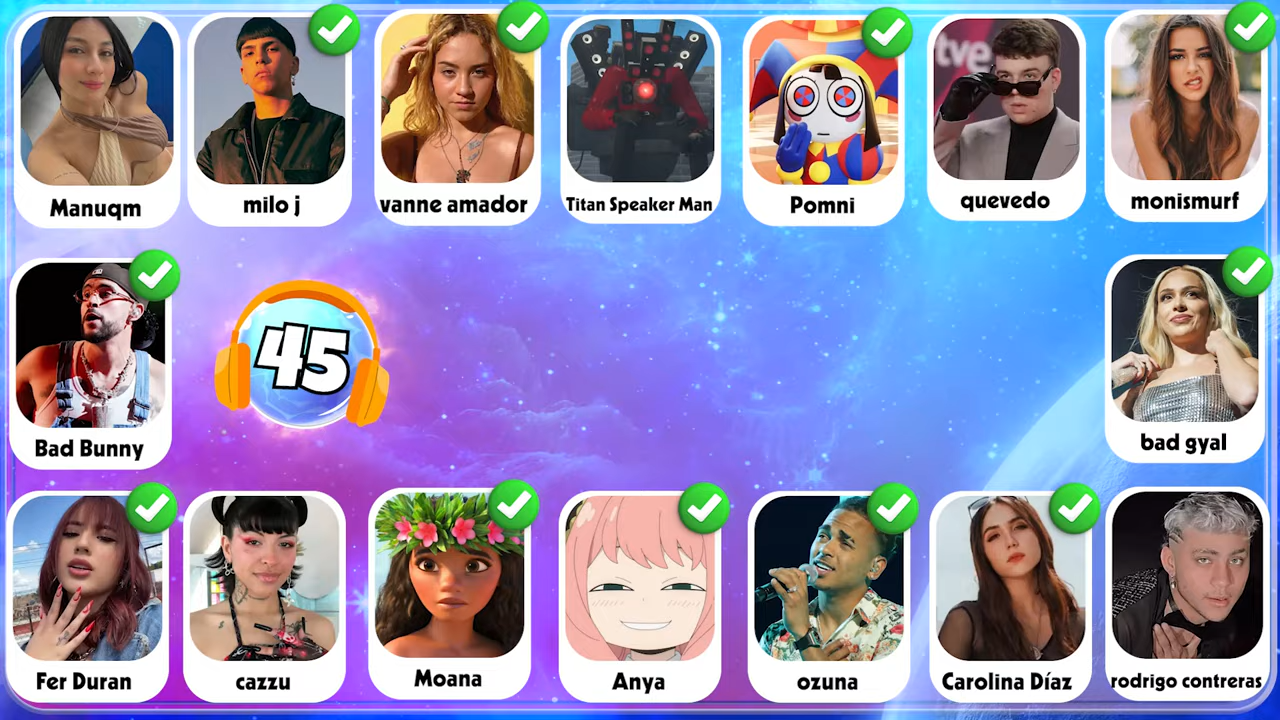 Manuqm
milo j
vanne amador
Titan Speaker Man
Pomni
tve
quevedo
monismurf
Bad Bunny
45
bad gyal
Fer Duran
cazzu
Moana
Anya
ozuna
Carolina Díaz
rodrigo contreras